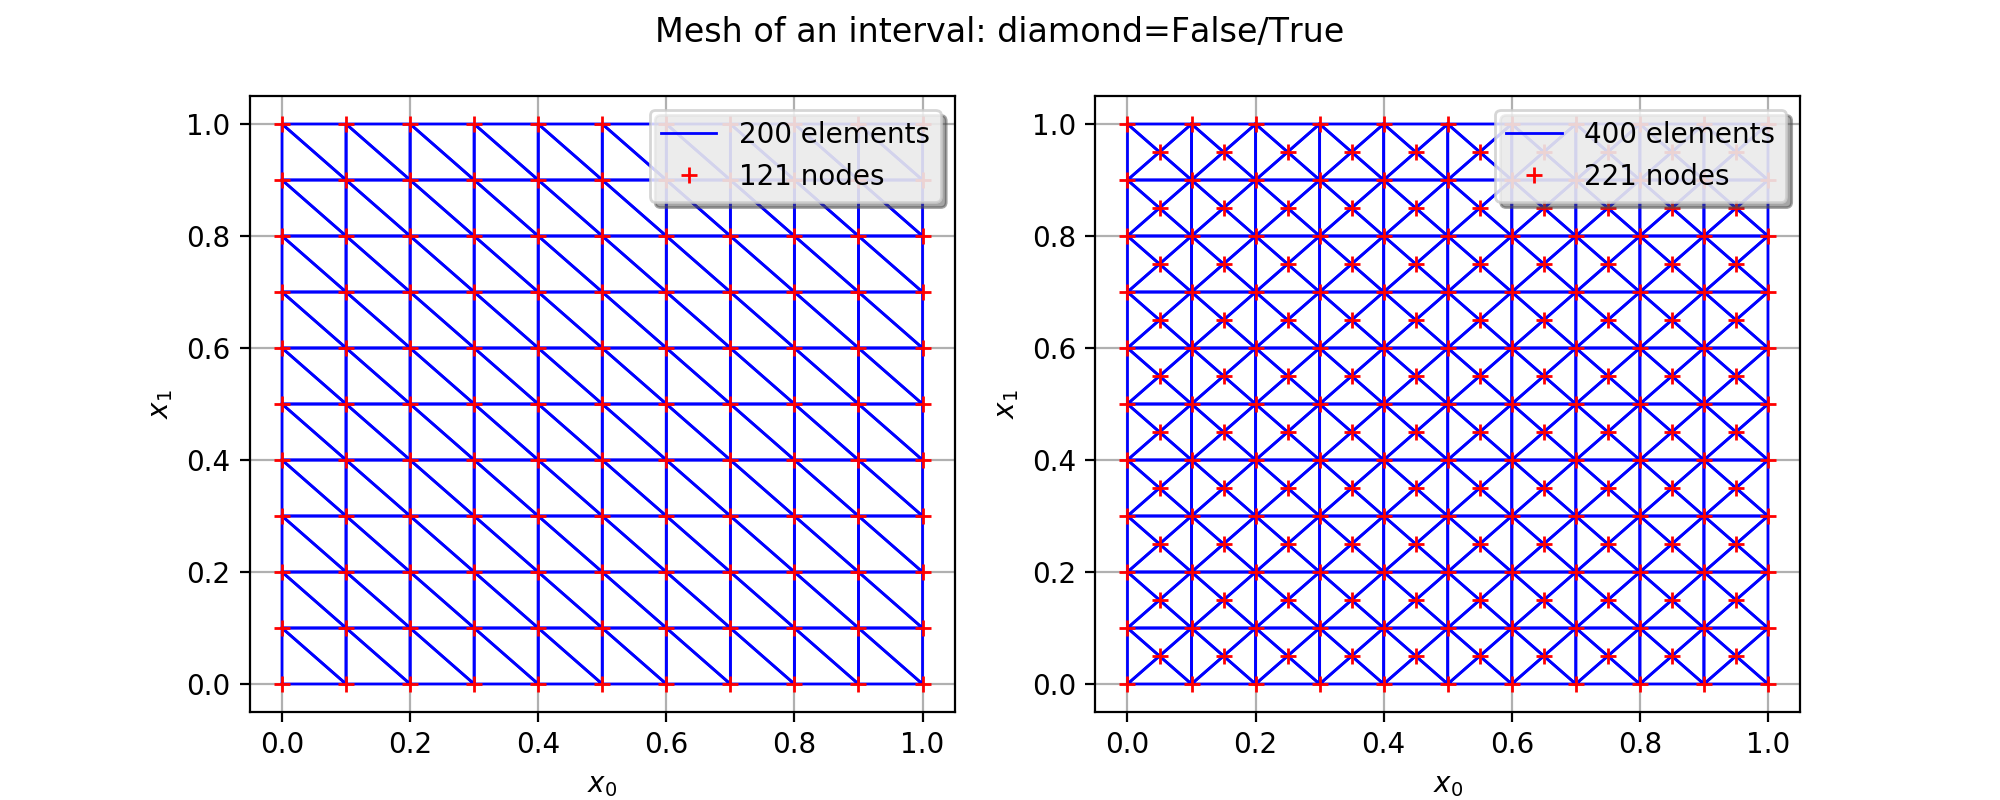 Mesh of an interval: diamond=False/True
200 elements
121 nodes
1.0
0.8
0.6
0.4
0.2
0.0
x₁
0.0 0.2 0.4 0.6 0.8 1.0
x₀
400 elements
221 nodes
1.0
0.8
0.6
0.4
0.2
0.0
x₁
0.0 0.2 0.4 0.6 0.8 1.0
x₀